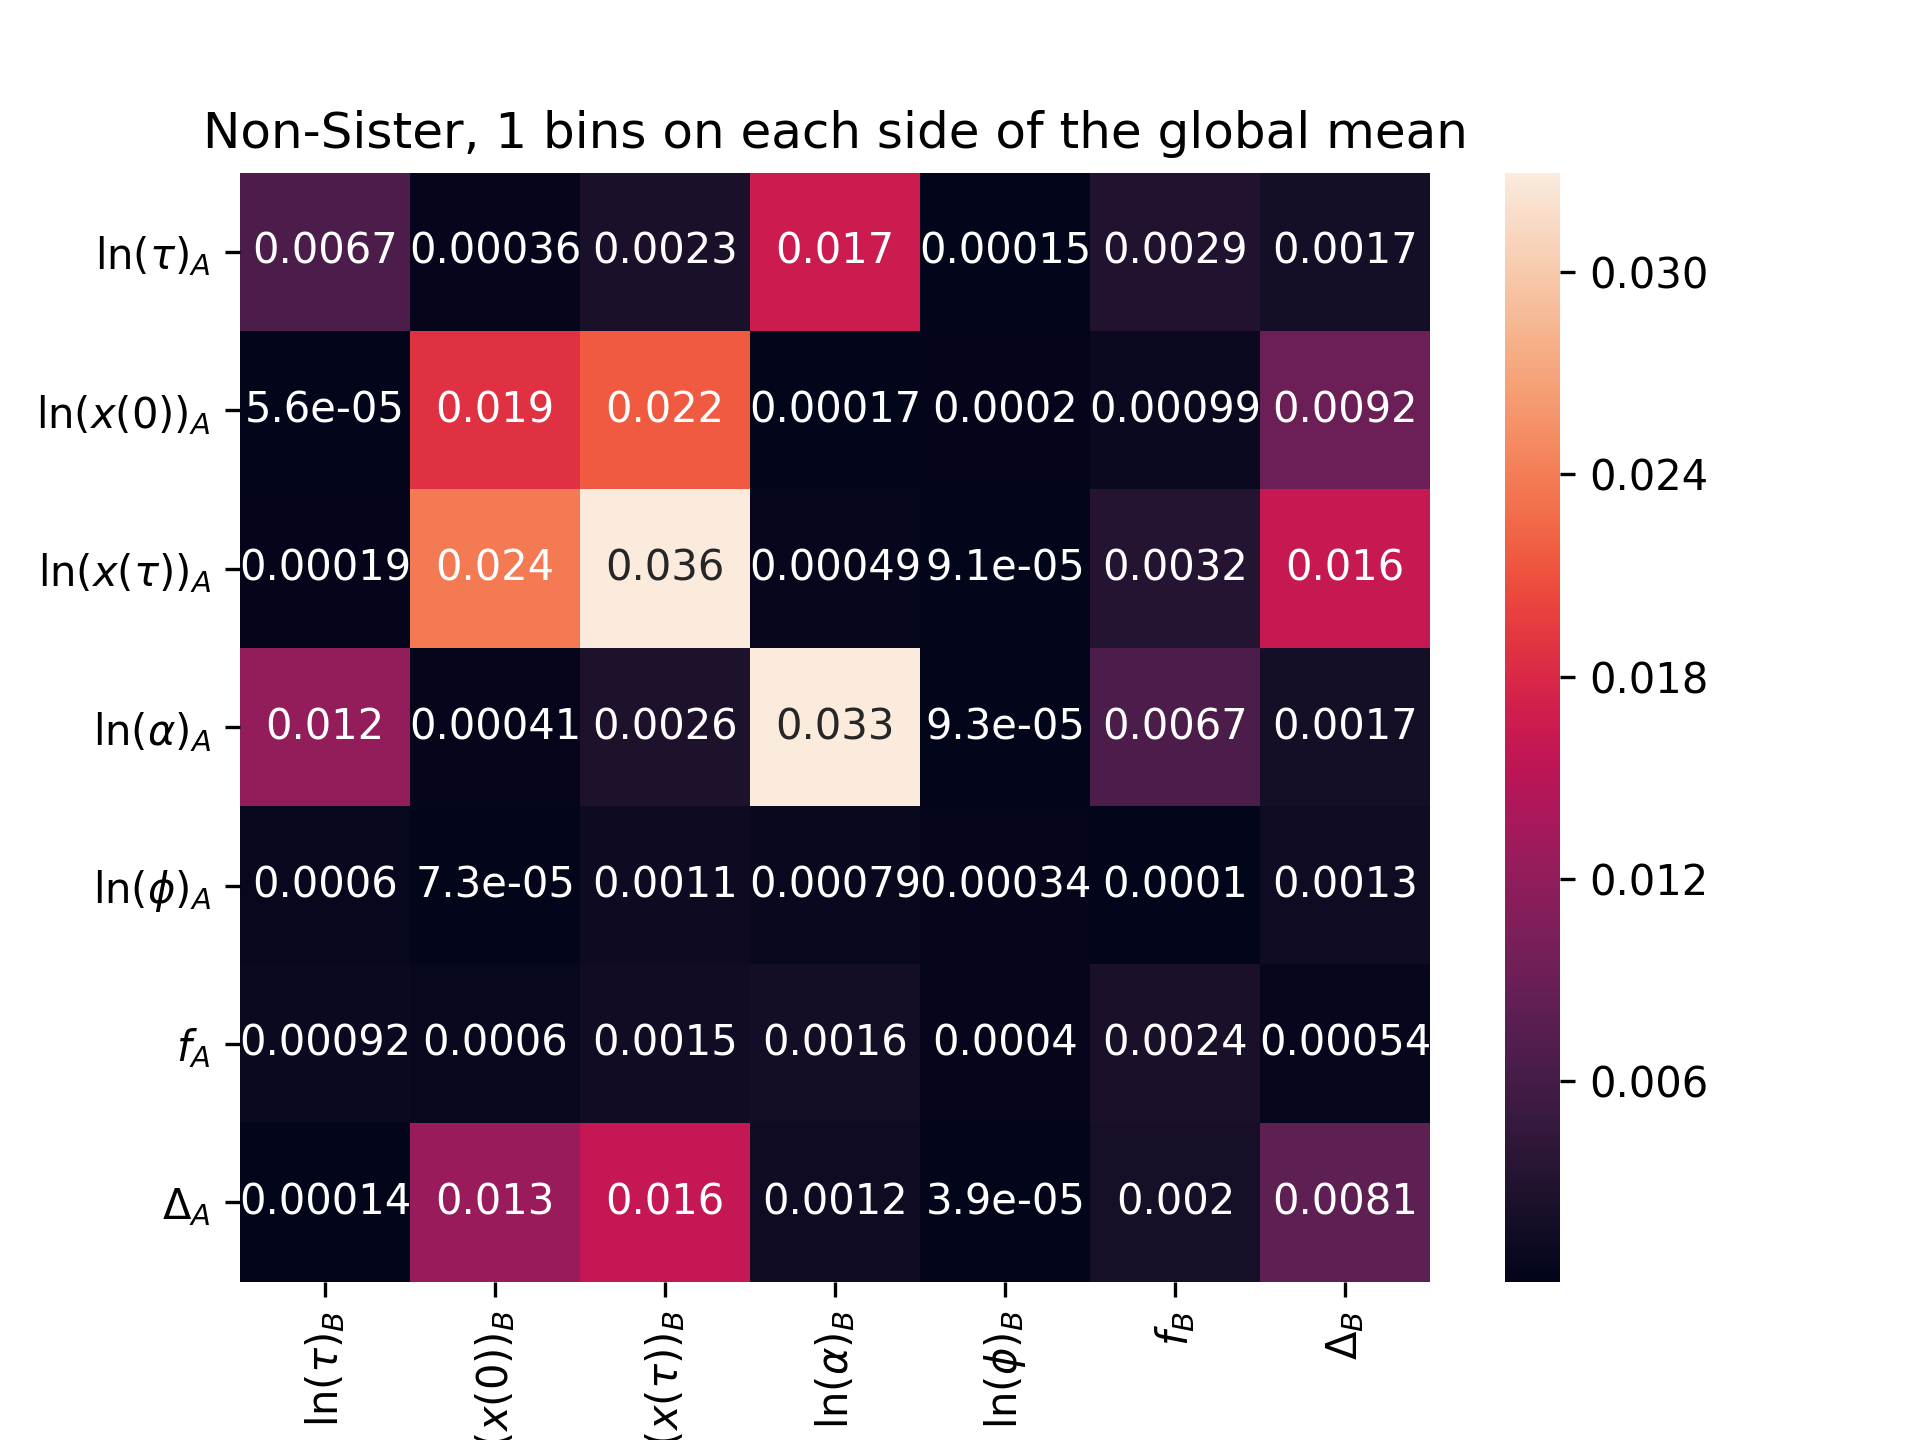 Non-Sister, 1 bins on each side of the global mean
ln(τ)A 0.0067 0.00036 0.0023 0.017 0.00015 0.0029 0.0017
ln(x(0))A 5.6e-05 0.019 0.022 0.00017 0.0002 0.00099 0.0092
ln(x(τ))A 0.00019 0.024 0.036 0.00049 9.1e-05 0.0032 0.016
ln(α)A 0.012 0.00041 0.0026 0.033 9.3e-05 0.0067 0.0017
ln(ϕ)A 0.0006 7.3e-05 0.0011 0.00079 0.00034 0.0001 0.0013
fA 0.00092 0.0006 0.0015 0.0016 0.0004 0.0024 0.00054
ΔA 0.00014 0.013 0.016 0.0012 3.9e-05 0.002 0.0081
ln(τ)B (x(0))B (x(τ))B ln(α)B ln(ϕ)B fB ΔB
0.030
0.024
0.018
0.012
0.006